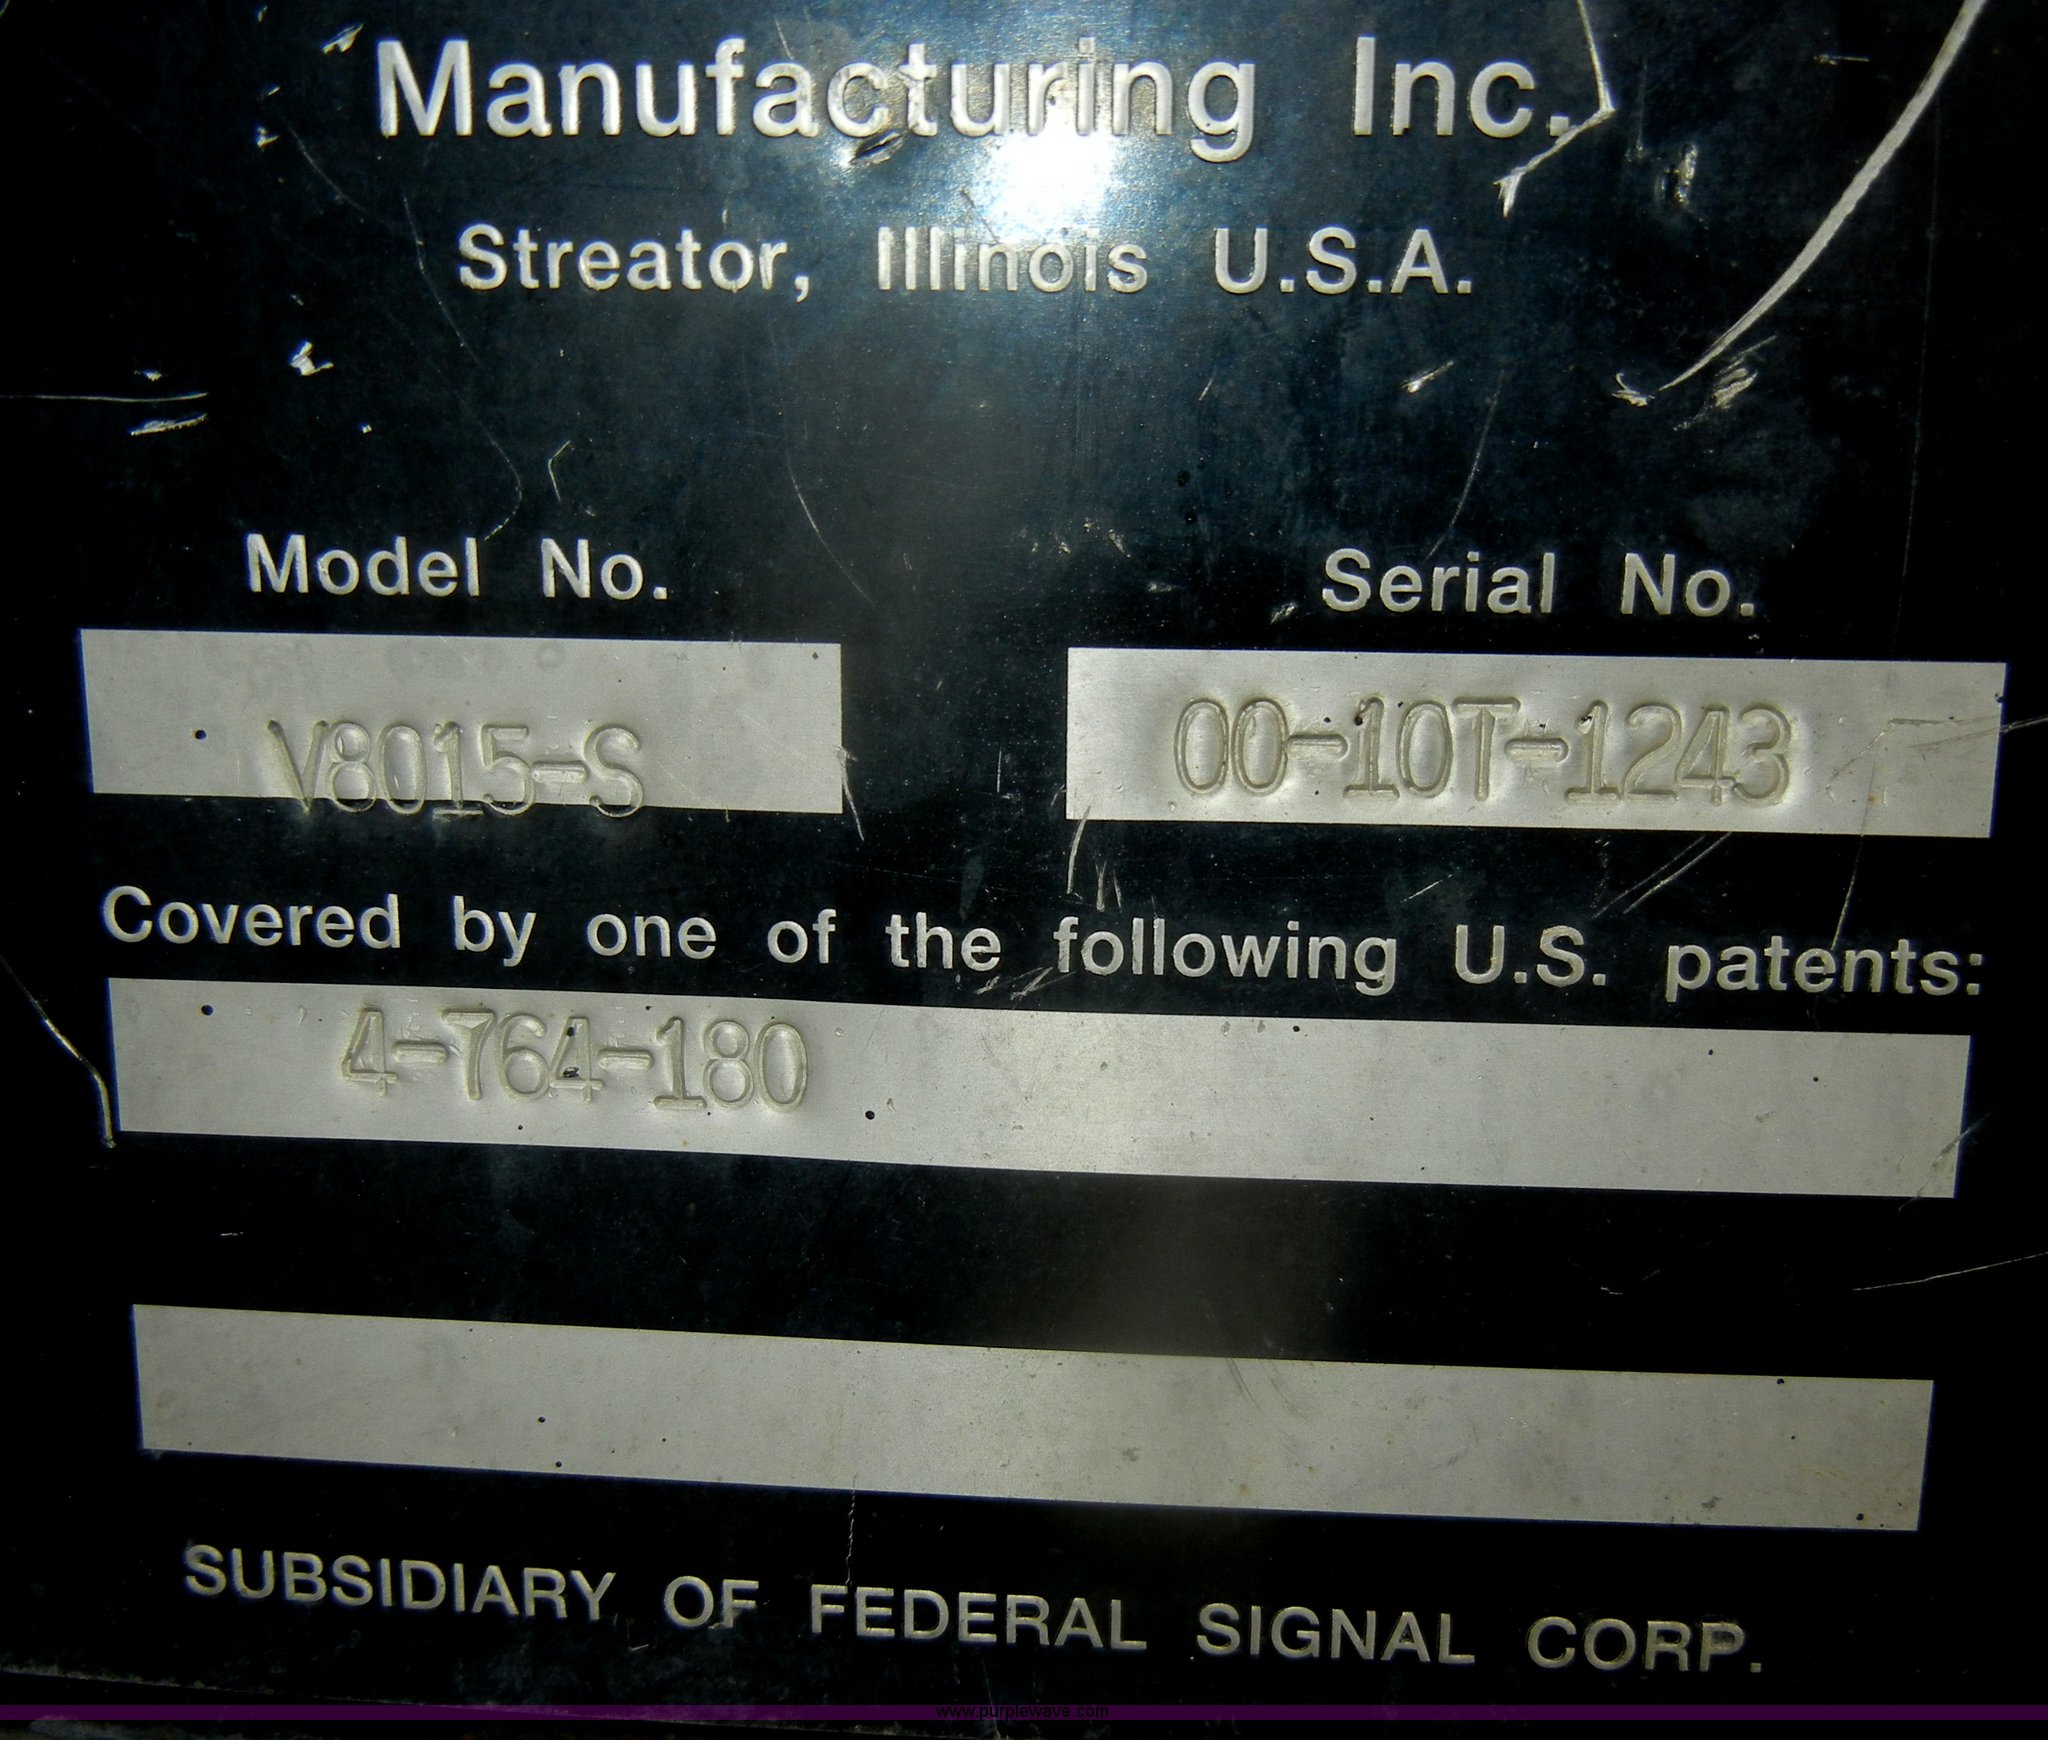 Manufacturing Inc.
Streator, Illinois U.S.A.
Model No. Serial No.
V8015-S 00-10T-1243
Covered by one of the following U.S. patents:
4-764-180
SUBSIDIARY OF FEDERAL SIGNAL CORP.
www.purplewave.com